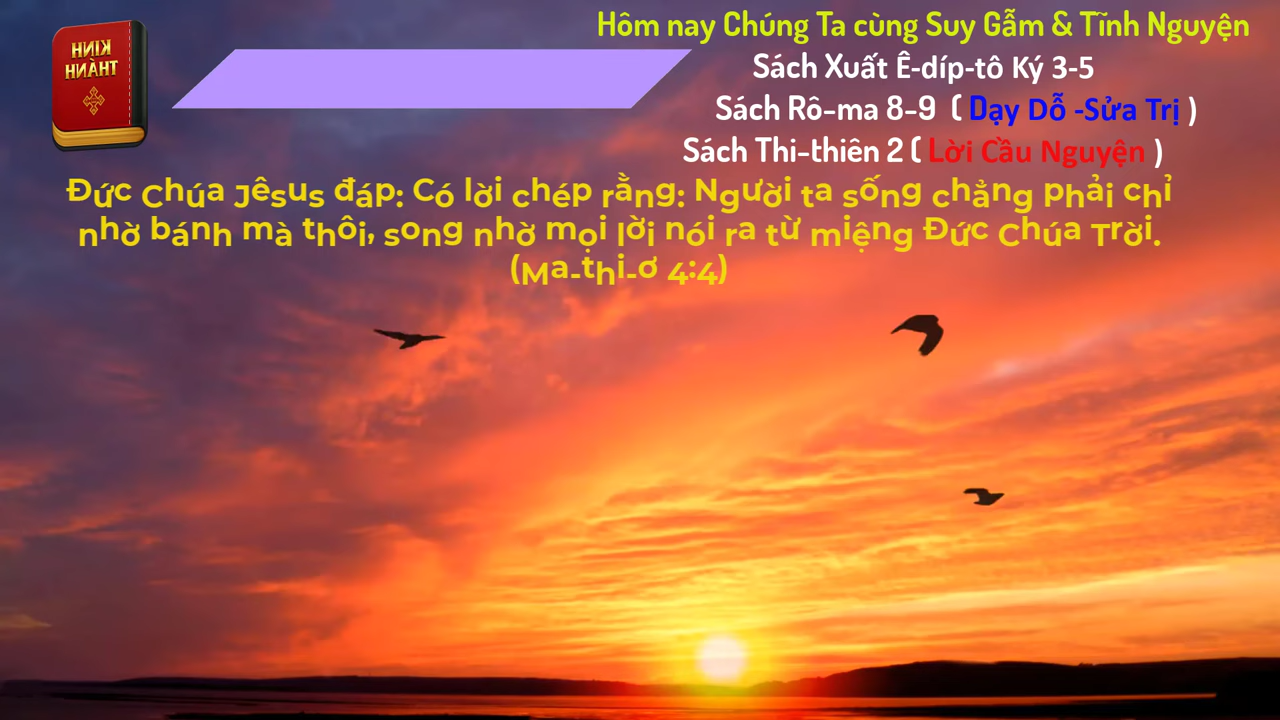 KINH
THÀNH
Hôm nay Chúng Ta cùng Suy Gẫm & Tĩnh Nguyện
Sách Xuất Ê-díp-tô Ký 3-5
Sách Rô-ma 8-9 ( Dạy Dỗ -Sửa Trị )
Sách Thi-thiên 2 ( Lời Cầu Nguyện )
Đức Chúa Jêsus đáp: Có lời chép rằng: Người ta sống chẳng phải chỉ
nhờ bánh mà thôi, song nhờ mọi lời nói ra từ miệng Đức Chúa Trời.
(Ma-thi-ơ 4:4)